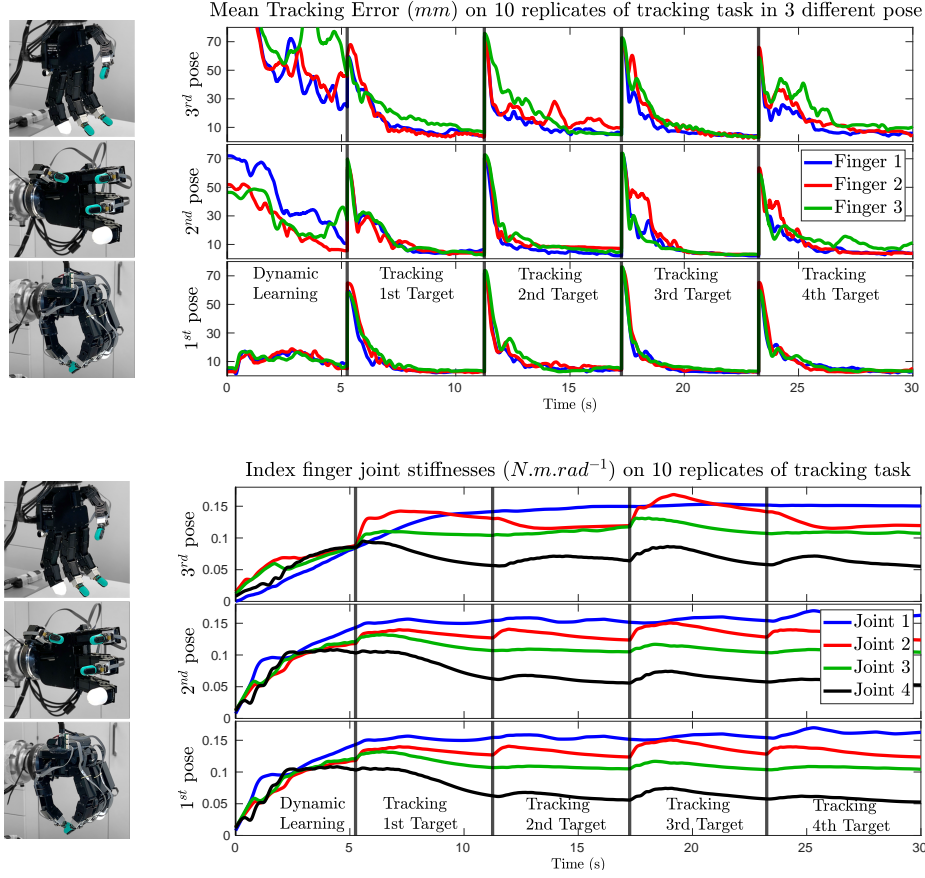 Mean Tracking Error (mm) on 10 replicates of tracking task in 3 different pose
3rd pose
70
50
30
10
2nd pose
70
50
30
10
Finger 1
Finger 2
Finger 3
1st pose
70
50
30
10
Dynamic
Learning
Tracking
1st Target
Tracking
2nd Target
Tracking
3rd Target
Tracking
4th Target
0 5 10 15 20 25 30
Time (s)
Index finger joint stiffnesses (N.m.rad⁻¹) on 10 replicates of tracking task
3rd pose
0.15
0.1
0.05
0
2nd pose
0.15
0.1
0.05
0
Joint 1
Joint 2
Joint 3
Joint 4
1st pose
0.15
0.1
0.05
0
Dynamic
Learning
Tracking
1st Target
Tracking
2nd Target
Tracking
3rd Target
Tracking
4th Target
0 5 10 15 20 25 30
Time (s)